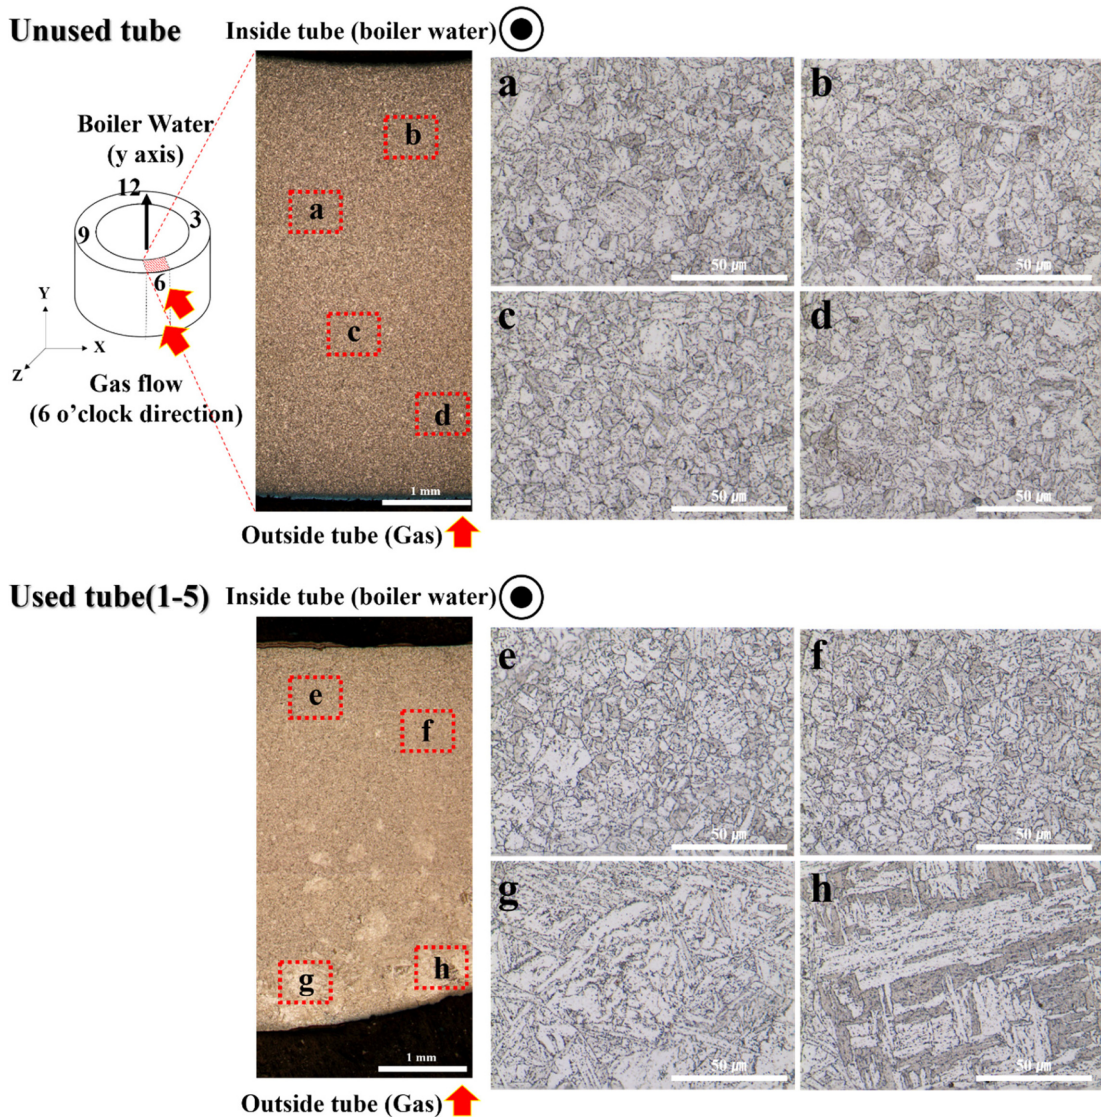 Unused tube
Inside tube (boiler water)
Boiler Water
(y axis)
12
3
9
6
Y
X
Z
Gas flow
(6 o’clock direction)
b
a
c
d
1 mm
Outside tube (Gas)
a
50 μm
b
50 μm
c
50 μm
d
50 μm
Used tube(1-5)
Inside tube (boiler water)
e
f
g
h
1 mm
Outside tube (Gas)
e
50 μm
f
50 μm
g
50 μm
h
50 μm